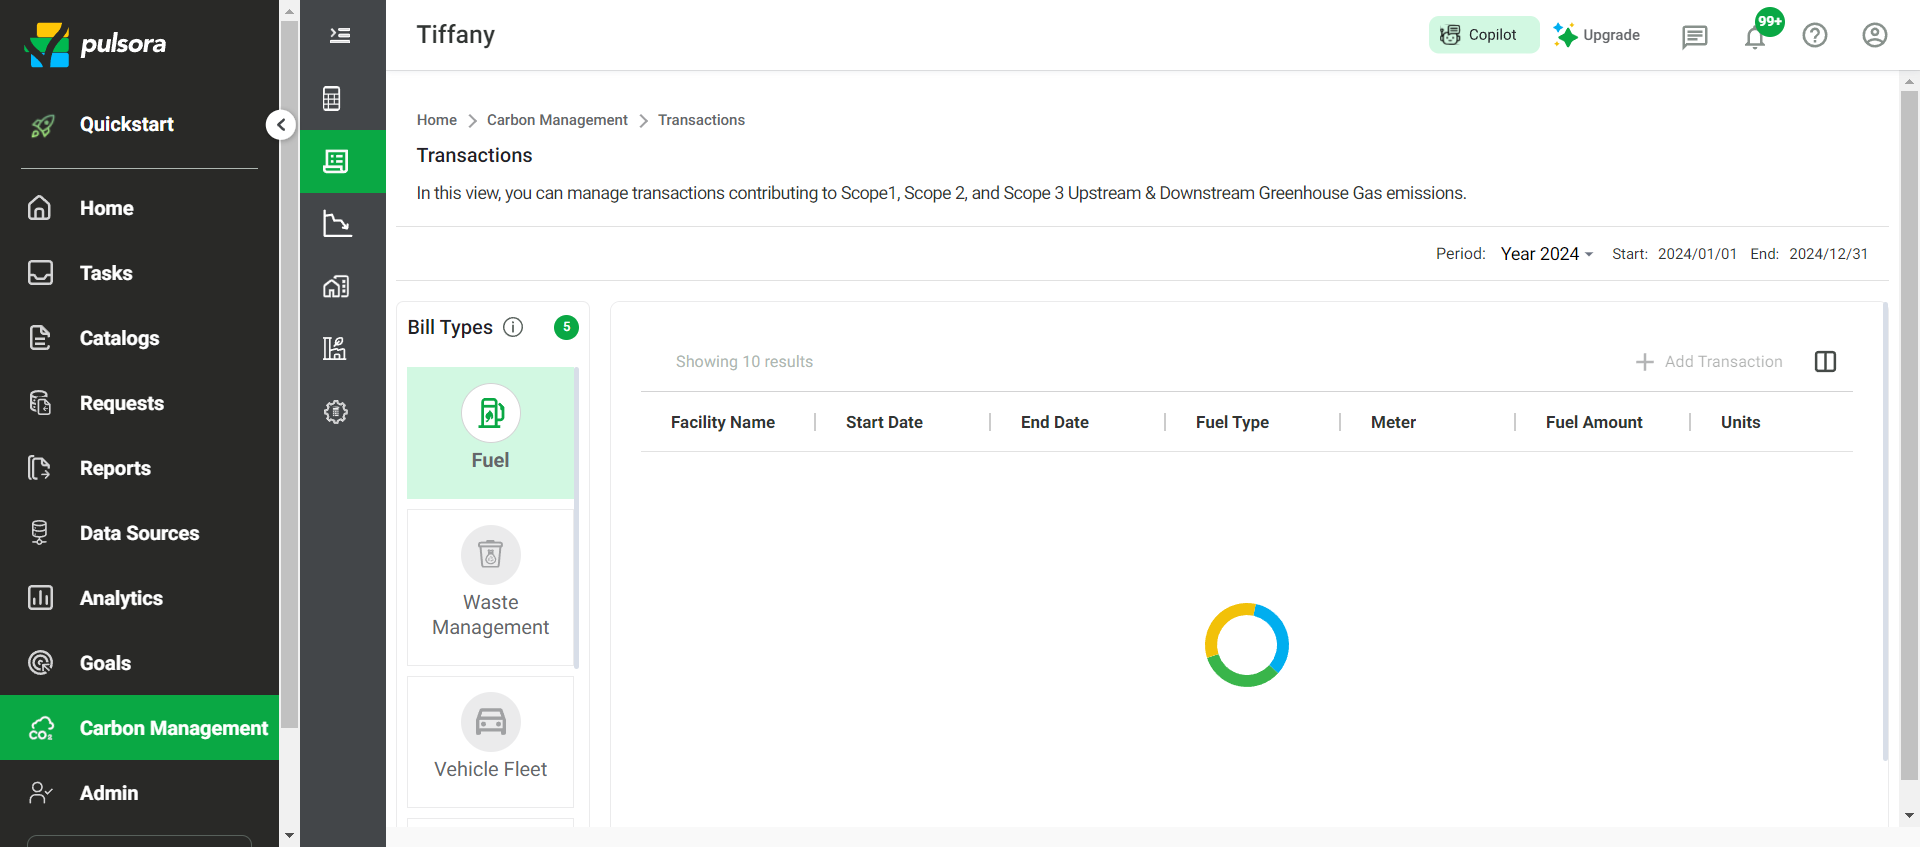 pulsora
Quickstart
Home
Tasks
Catalogs
Requests
Reports
Data Sources
Analytics
Goals
CO₂
Carbon Management
Admin
Tiffany
Copilot
Upgrade
99+
Home > Carbon Management > Transactions
Transactions
In this view, you can manage transactions contributing to Scope1, Scope 2, and Scope 3 Upstream & Downstream Greenhouse Gas emissions.
Period: Year 2024 Start: 2024/01/01 End: 2024/12/31
Bill Types 5
Fuel
Waste
Management
Vehicle Fleet
Showing 10 results
Add Transaction
Facility Name Start Date End Date Fuel Type Meter Fuel Amount Units